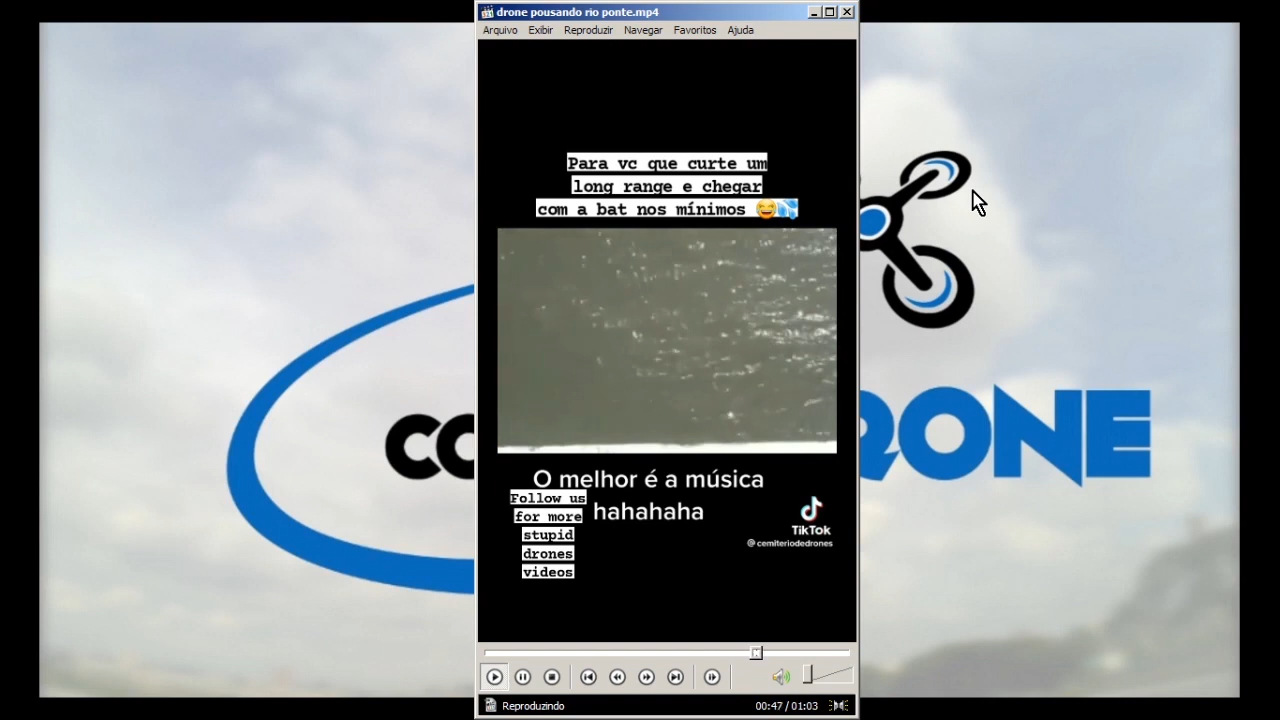 drone pousando rio ponte.mp4
Arquivo Exibir Reproduzir Navegar Favoritos Ajuda
Para vc que curte um
long range e chegar
com a bat nos mínimos 😅💦
CO
RONE
O melhor é a música
hahahaha
Follow us
for more
stupid
drones
videos
TikTok
@cemiteriodedrones
Reproduzindo
00:47 / 01:03